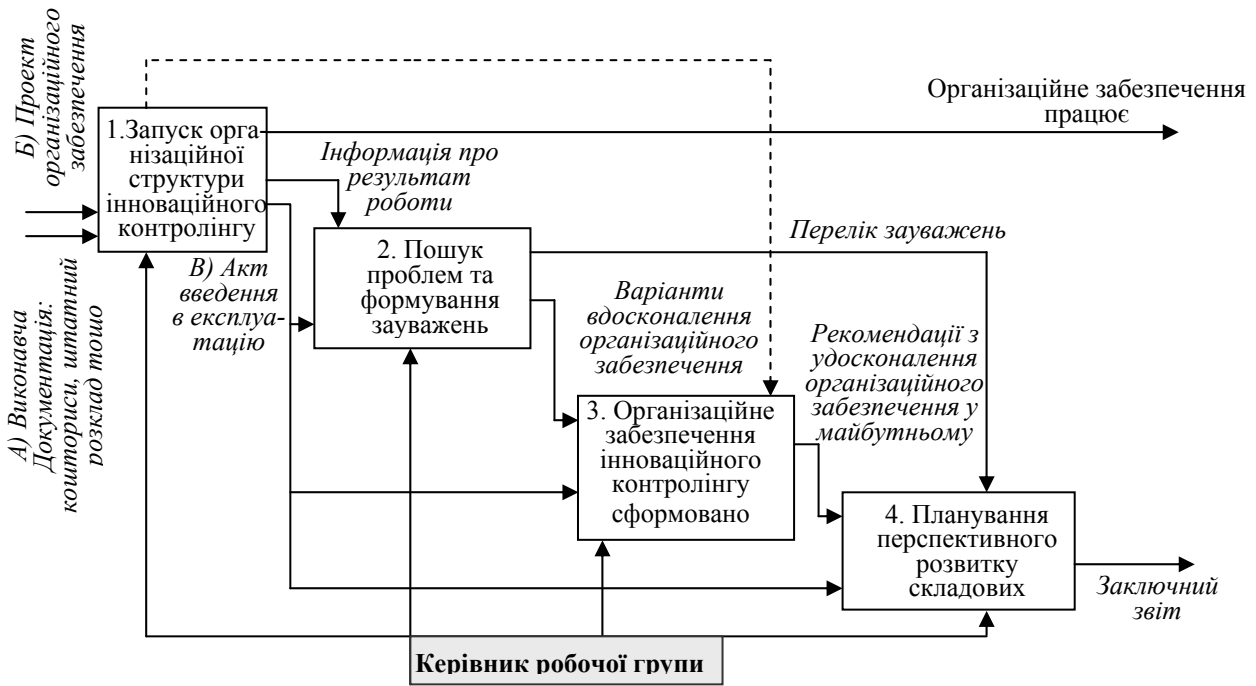 Б) Проект
організаційного
забезпечення
А) Виконавча
Документація:
кошториси, штатний
розклад тошо
1.Запуск орга-
нізаційної
структури
інноваційного
контролінгу
Організаційне забезпечення
працює
Інформація про
результат
роботи
В) Акт
введення
в експлуа-
тацію
2. Пошук
проблем та
формування
зауважень
Перелік зауважень
Варіанти
вдосконалення
організаційного
забезпечення
Рекомендації з
удосконалення
організаційного
забезпечення у
майбутньому
3. Організаційне
забезпечення
інноваційного
контролінгу
сформовано
4. Планування
перспективного
розвитку
складових
Заключний
звіт
Керівник робочої групи